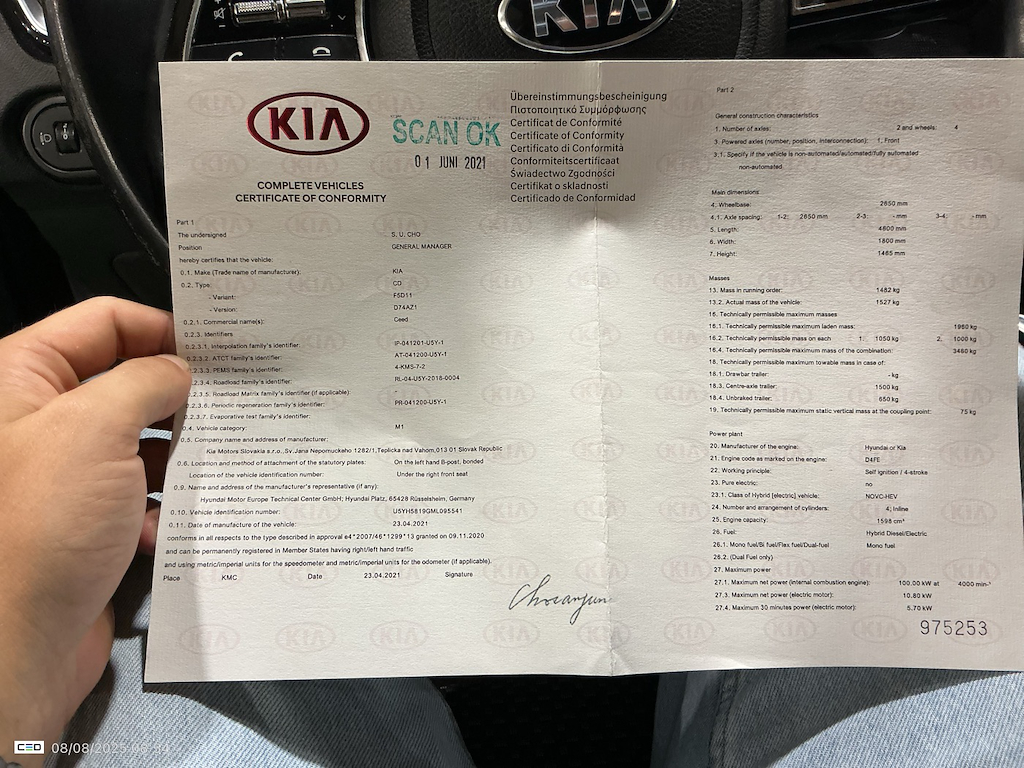 KIA
KIA
SCAN OK
01 JUNI 2021
COMPLETE VEHICLES
CERTIFICATE OF CONFORMITY
Übereinstimmungsbescheinigung
Πιστοποιητικό Συμμόρφωσης
Certificat de Conformité
Certificate of Conformity
Certificato di Conformità
Conformiteitscertificaat
Świadectwo Zgodności
Certifikat o skladnosti
Certificado de Conformidad
Part 1
The undersigned S. U. CHO
Position GENERAL MANAGER
hereby certifies that the vehicle:
0.1. Make (Trade name of manufacturer): KIA
0.2. Type: CD
- Variant: F5D11
- Version: D74AZ1
0.2.1. Commercial name(s): Ceed
0.2.3. Identifiers
0.2.3.1. Interpolation family's identifier: IP-041201-U5Y-1
0.2.3.2. ATCT family's identifier: AT-041200-U5Y-1
0.2.3.3. PEMS family's identifier: 4-KMS-7-2
0.2.3.4. Roadload family's identifier: RL-04-U5Y-2018-0004
0.2.3.5. Roadload Matrix family's identifier (if applicable): -
0.2.3.6. Periodic regeneration family's identifier: PR-041200-U5Y-1
0.2.3.7. Evaporative test family's identifier:
0.4. Vehicle category: M1
0.5. Company name and address of manufacturer:
Kia Motors Slovakia s.r.o.,Sv.Jana Nepomuckeho 1282/1,Teplicka nad Vahom,013 01 Slovak Republic
0.6. Location and method of attachment of the statutory plates: On the left hand B-post, bonded
Location of the vehicle identification number: Under the right front seat
0.9. Name and address of the manufacturer's representative (if any):
Hyundai Motor Europe Technical Center GmbH; Hyundai Platz, 65428 Rüsselsheim, Germany
0.10. Vehicle identification number: U5YH5819GML095541
0.11. Date of manufacture of the vehicle: 23.04.2021
conforms in all respects to the type described in approval e4*2007/46*1299*13 granted on 09.11.2020
and can be permanently registered in Member States having right/left hand traffic
and using metric/imperial units for the speedometer and metric/imperial units for the odometer (if applicable).
Place KMC Date 23.04.2021 Signature
Part 2
General construction characteristics
1. Number of axles: 2 and wheels: 4
3. Powered axles (number, position, interconnection): 1, Front
3.1. Specify if the vehicle is non-automated/automated/fully automated
non-automated
Main dimensions
4. Wheelbase: 2650 mm
4.1. Axle spacing: 1-2: 2650 mm 2-3: - mm 3-4: - mm
5. Length: 4600 mm
6. Width: 1800 mm
7. Height: 1465 mm
Masses
13. Mass in running order: 1482 kg
13.2. Actual mass of the vehicle: 1527 kg
16. Technically permissible maximum masses
16.1. Technically permissible maximum laden mass: 1960 kg
16.2. Technically permissible mass on each 1. 1050 kg 2. 1000 kg
16.4. Technically permissible maximum mass of the combination: 3460 kg
18. Technically permissible maximum towable mass in case of:
18.1. Drawbar trailer: - kg
18.3. Centre-axle trailer: 1500 kg
18.4. Unbraked trailer: 650 kg
19. Technically permissible maximum static vertical mass at the coupling point: 75 kg
Power plant
20. Manufacturer of the engine: Hyundai or Kia
21. Engine code as marked on the engine: D4FE
22. Working principle: Self ignition / 4-stroke
23. Pure electric: no
23.1. Class of Hybrid [electric] vehicle: NOVC-HEV
24. Number and arrangement of cylinders: 4; Inline
25. Engine capacity: 1598 cm³
26. Fuel: Hybrid Diesel/Electric
26.1. Mono fuel/Bi fuel/Flex fuel/Dual-fuel Mono fuel
26.2. (Dual Fuel only)
27. Maximum power
27.1. Maximum net power (internal combustion engine): 100.00 kW at 4000 min-¹
27.3. Maximum net power (electric motor): 10.80 kW
27.4. Maximum 30 minutes power (electric motor): 5.70 kW
975253